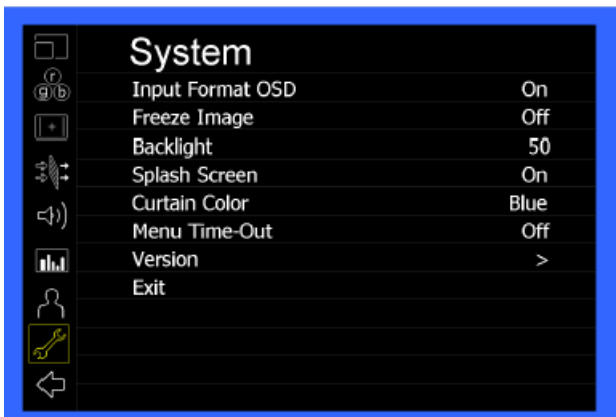 System
Input Format OSD On
Freeze Image Off
Backlight 50
Splash Screen On
Curtain Color Blue
Menu Time-Out Off
Version >
Exit
r
g b